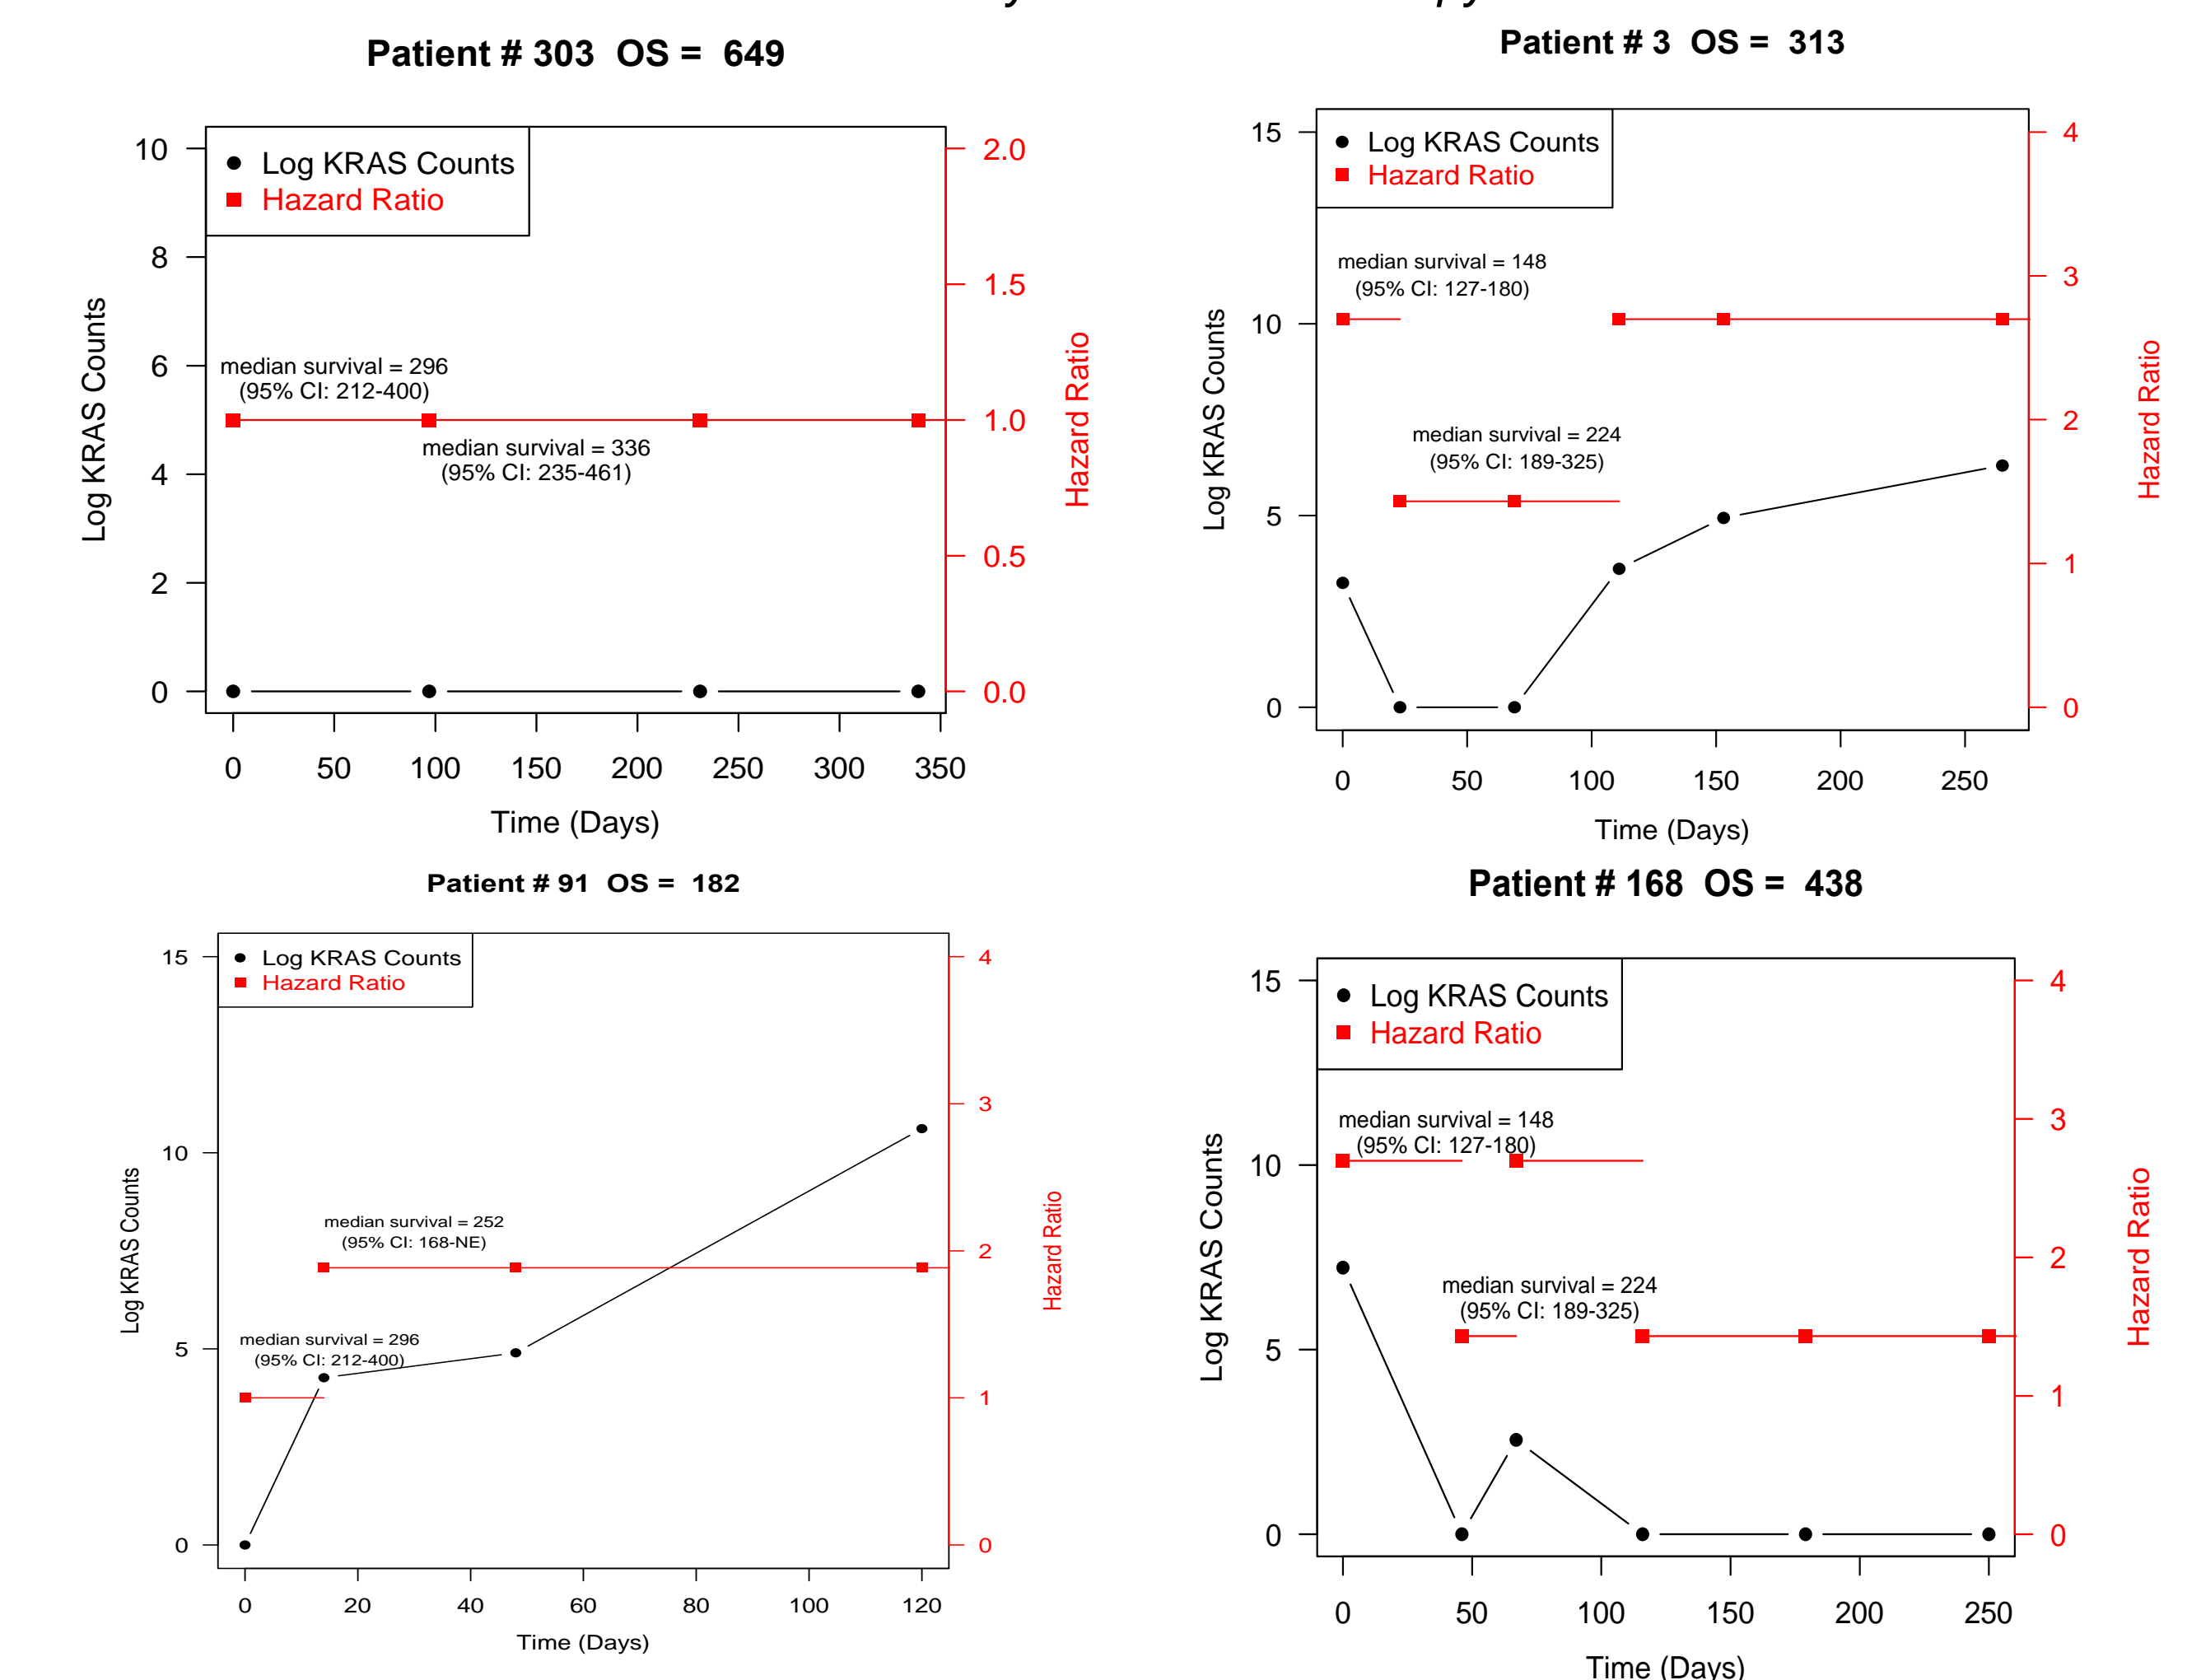 Patient # 303 OS = 649
10
8
6
4
2
0
Log KRAS Counts
Log KRAS Counts
Hazard Ratio
median survival = 296
(95% CI: 212-400)
median survival = 336
(95% CI: 235-461)
2.0
1.5
1.0
0.5
0.0
Hazard Ratio
0 50 100 150 200 250 300 350
Time (Days)
Patient # 3 OS = 313
15
10
5
0
Log KRAS Counts
Log KRAS Counts
Hazard Ratio
median survival = 148
(95% CI: 127-180)
median survival = 224
(95% CI: 189-325)
4
3
2
1
0
Hazard Ratio
0 50 100 150 200 250
Time (Days)
Patient # 91 OS = 182
15
10
5
0
Log KRAS Counts
Log KRAS Counts
Hazard Ratio
median survival = 252
(95% CI: 168-NE)
median survival = 296
(95% CI: 212-400)
4
3
2
1
0
Hazard Ratio
0 20 40 60 80 100 120
Time (Days)
Patient # 168 OS = 438
15
10
5
0
Log KRAS Counts
Log KRAS Counts
Hazard Ratio
median survival = 148
(95% CI: 127-180)
median survival = 224
(95% CI: 189-325)
4
3
2
1
0
Hazard Ratio
0 50 100 150 200 250
Time (Days)